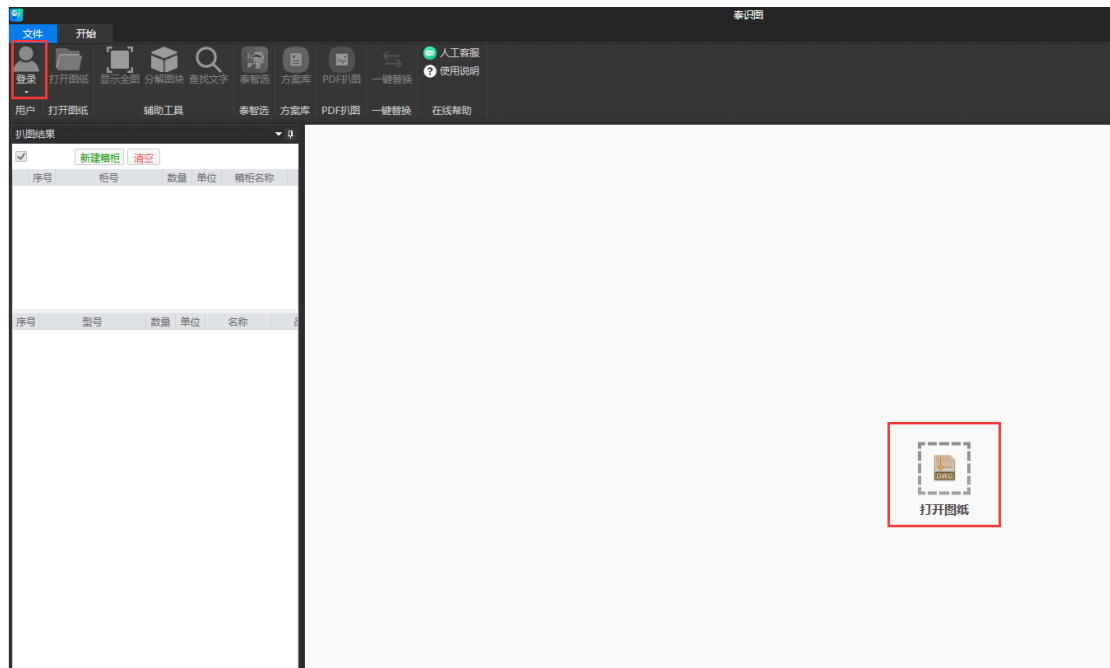 泰识图
文件 开始
人工客服
使用说明
登录 打开图纸 显示全图 分解图块 查找文字 泰智选 方案库 PDF扒图 一键替换
用户 打开图纸 辅助工具 泰智选 方案库 PDF扒图 一键替换 在线帮助
扒图结果
新建箱柜 清空
序号 柜号 数量 单位 箱柜名称
序号 型号 数量 单位 名称
DWG
打开图纸